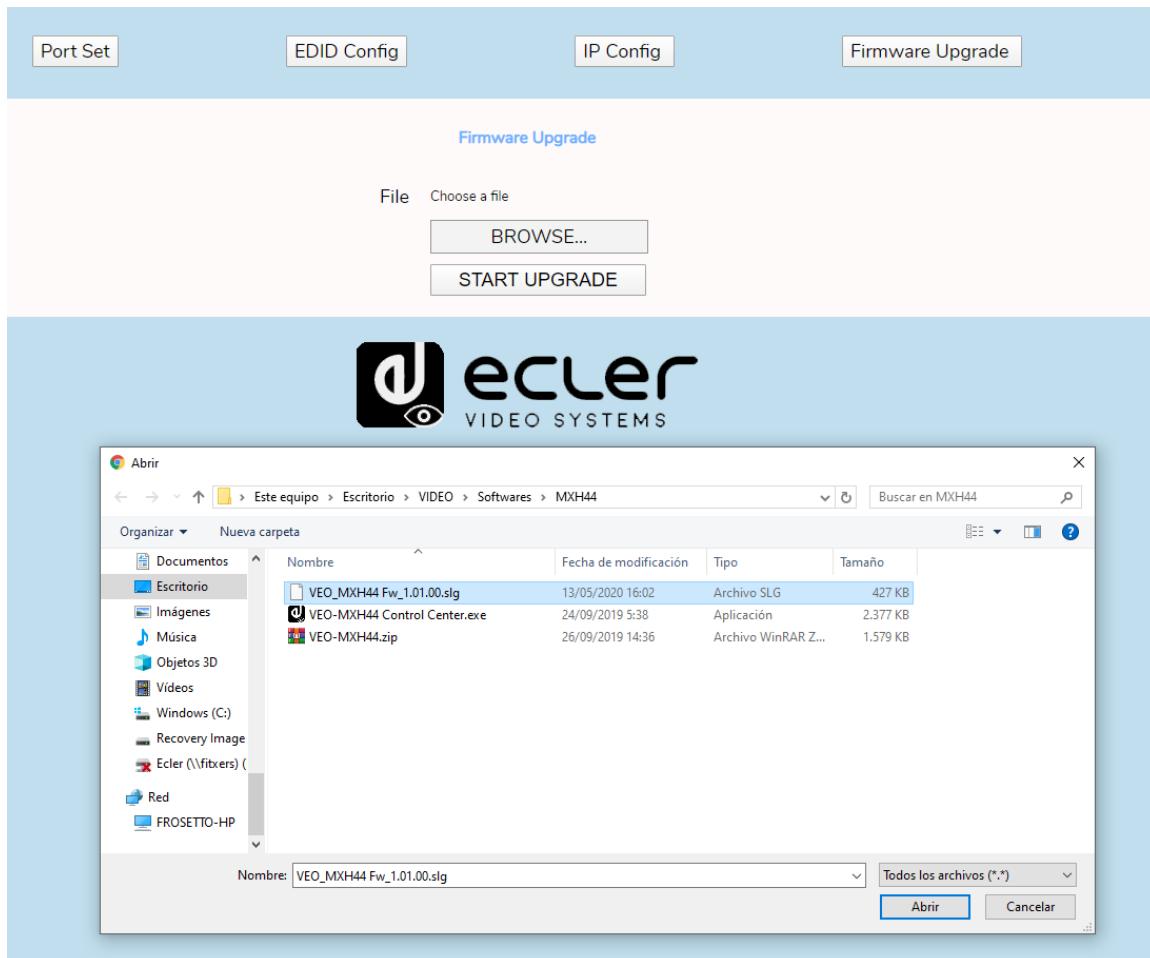 Port Set EDID Config IP Config Firmware Upgrade
Firmware Upgrade
File Choose a file
BROWSE...
START UPGRADE
ecler
VIDEO SYSTEMS
Abrir
Este equipo › Escritorio › VIDEO › Softwares › MXH44 Buscar en MXH44
Organizar Nueva carpeta
Documentos
Escritorio
Imágenes
Música
Objetos 3D
Vídeos
Windows (C:)
Recovery Image
Ecler (\\fitxers) (
Red
FROSETTO-HP
Nombre Fecha de modificación Tipo Tamaño
VEO_MXH44 Fw_1.01.00.slg 13/05/2020 16:02 Archivo SLG 427 KB
VEO-MXH44 Control Center.exe 24/09/2019 5:38 Aplicación 2.377 KB
VEO-MXH44.zip 26/09/2019 14:36 Archivo WinRAR Z... 1.579 KB
Nombre: VEO_MXH44 Fw_1.01.00.slg Todos los archivos (*.*)
Abrir Cancelar